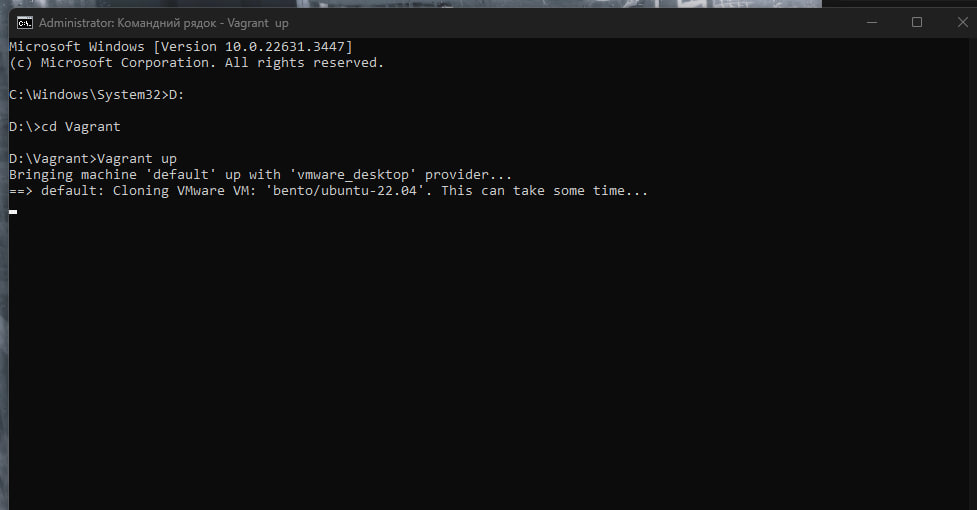 Administrator: Командний рядок - Vagrant  up
Microsoft Windows [Version 10.0.22631.3447]
(c) Microsoft Corporation. All rights reserved.
C:\Windows\System32>D:
D:\>cd Vagrant
D:\Vagrant>Vagrant up
Bringing machine 'default' up with 'vmware_desktop' provider...
==> default: Cloning VMware VM: 'bento/ubuntu-22.04'. This can take some time...